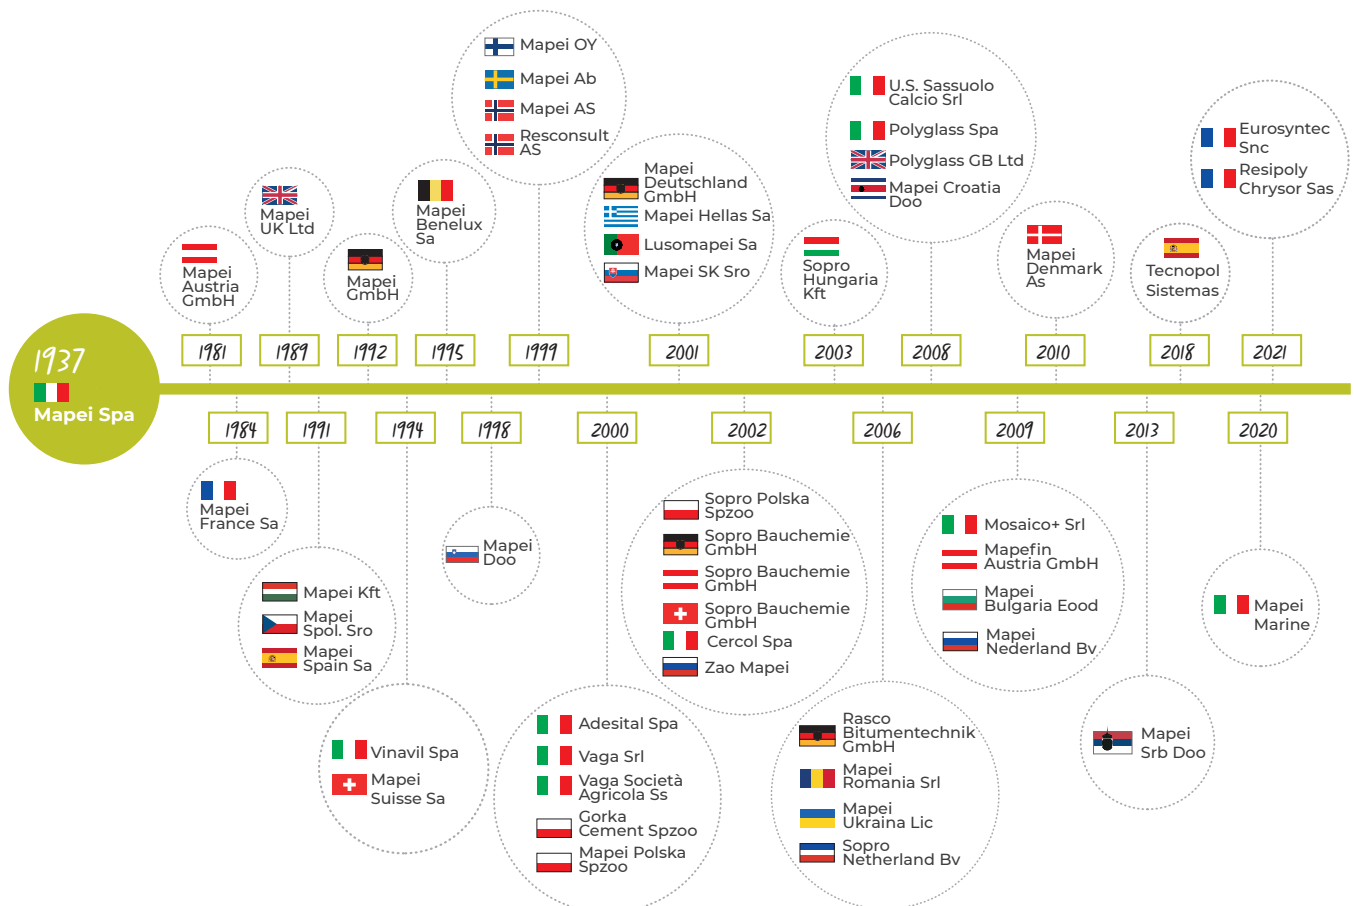 1937
Mapei Spa
Mapei
Austria
GmbH
1981
Mapei
UK Ltd
1989
Mapei
GmbH
1992
Mapei
Benelux
Sa
1995
Mapei OY
Mapei Ab
Mapei AS
Resconsult
AS
1999
Mapei
Deutschland
GmbH
Mapei Hellas Sa
Lusomapei Sa
Mapei SK Sro
2001
Sopro
Hungaria
Kft
2003
U.S. Sassuolo
Calcio Srl
Polyglass Spa
Polyglass GB Ltd
Mapei Croatia
Doo
2008
Mapei
Denmark
As
2010
Tecnopol
Sistemas
2018
Eurosyntec
Snc
Resipoly
Chrysor Sas
2021
1984
Mapei
France Sa
1991
Mapei Kft
Mapei
Spol. Sro
Mapei
Spain Sa
1994
Vinavil Spa
Mapei
Suisse Sa
1998
Mapei
Doo
2000
Adesital Spa
Vaga Srl
Vaga Società
Agricola Ss
Gorka
Cement Spzoo
Mapei Polska
Spzoo
2002
Sopro Polska
Spzoo
Sopro Bauchemie
GmbH
Sopro Bauchemie
GmbH
Sopro Bauchemie
GmbH
Cercol Spa
Zao Mapei
2006
Rasco
Bitumentechnik
GmbH
Mapei
Romania Srl
Mapei
Ukraina Lic
Sopro
Netherland Bv
2009
Mosaico+ Srl
Mapefin
Austria GmbH
Mapei
Bulgaria Eood
Mapei
Nederland Bv
2013
Mapei
Srb Doo
2020
Mapei
Marine